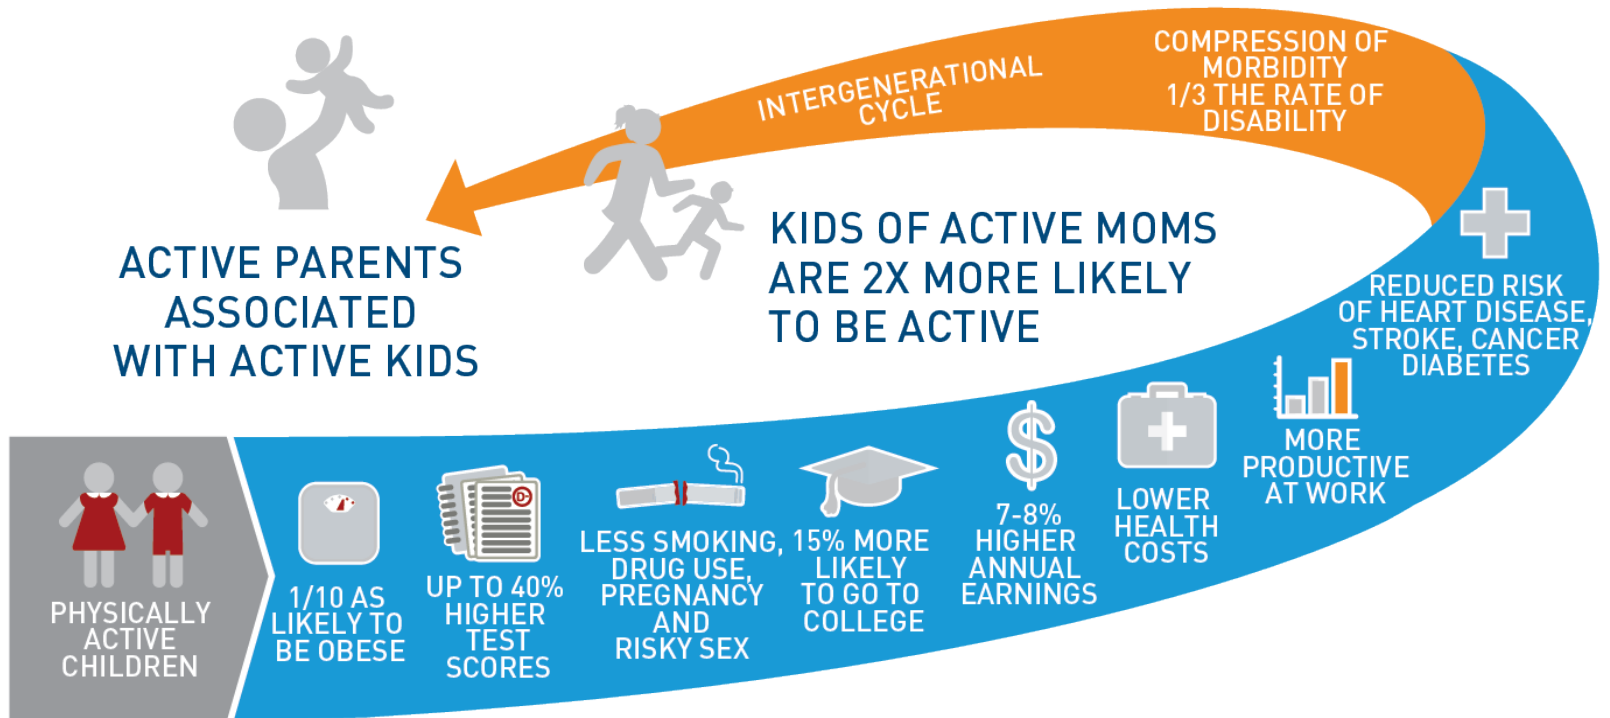 PHYSICALLY
ACTIVE
CHILDREN
1/10 AS
LIKELY TO
BE OBESE
UP TO 40%
HIGHER
TEST
SCORES
LESS SMOKING,
DRUG USE,
PREGNANCY
AND
RISKY SEX
15% MORE
LIKELY
TO GO TO
COLLEGE
7-8%
HIGHER
ANNUAL
EARNINGS
LOWER
HEALTH
COSTS
MORE
PRODUCTIVE
AT WORK
REDUCED RISK
OF HEART DISEASE,
STROKE, CANCER
DIABETES
COMPRESSION OF
MORBIDITY
1/3 THE RATE OF
DISABILITY
INTERGENERATIONAL
CYCLE
KIDS OF ACTIVE MOMS
ARE 2X MORE LIKELY
TO BE ACTIVE
ACTIVE PARENTS
ASSOCIATED
WITH ACTIVE KIDS